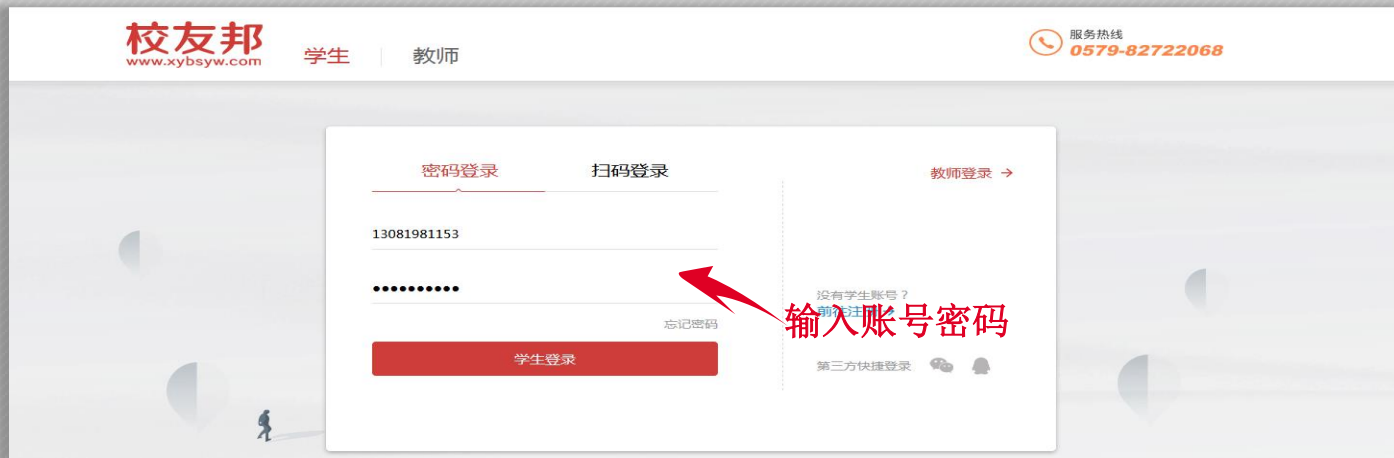 校友邦
www.xybsyw.com
学生
教师
服务热线
0579-82722068
密码登录
扫码登录
教师登录 →
13081981153
••••••••••
忘记密码
学生登录
没有学生账号？
前往注
输入账号密码
第三方快捷登录